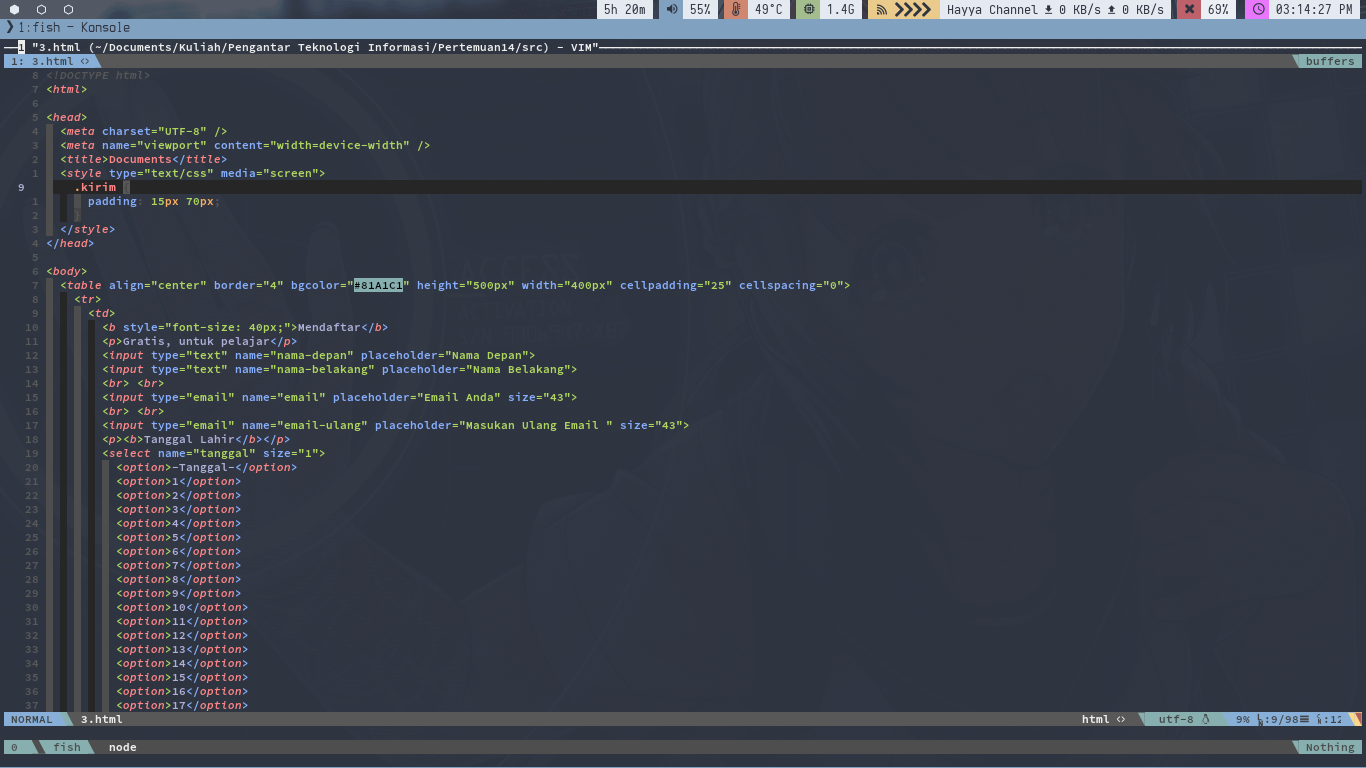 5h 20m 55% 49°C 1.4G Hayya Channel 0 KB/s 0 KB/s 69% 03:14:27 PM
❯ 1:fish – Konsole
1 "3.html (~/Documents/Kuliah/Pengantar Teknologi Informasi/Pertemuan14/src) - VIM"
1: 3.html <> buffers
8 <!DOCTYPE html>
7 <html>
6
5 <head>
4 <meta charset="UTF-8" />
3 <meta name="viewport" content="width=device-width" />
2 <title>Documents</title>
1 <style type="text/css" media="screen">
9 .kirim {
1 padding: 15px 70px;
2 }
3 </style>
4 </head>
5
6 <body>
7 <table align="center" border="4" bgcolor="#81A1C1" height="500px" width="400px" cellpadding="25" cellspacing="0">
8 <tr>
9 <td>
10 <b style="font-size: 40px;">Mendaftar</b>
11 <p>Gratis, untuk pelajar</p>
12 <input type="text" name="nama-depan" placeholder="Nama Depan">
13 <input type="text" name="nama-belakang" placeholder="Nama Belakang">
14 <br> <br>
15 <input type="email" name="email" placeholder="Email Anda" size="43">
16 <br> <br>
17 <input type="email" name="email-ulang" placeholder="Masukan Ulang Email " size="43">
18 <p><b>Tanggal Lahir</b></p>
19 <select name="tanggal" size="1">
20 <option>-Tanggal-</option>
21 <option>1</option>
22 <option>2</option>
23 <option>3</option>
24 <option>4</option>
25 <option>5</option>
26 <option>6</option>
27 <option>7</option>
28 <option>8</option>
29 <option>9</option>
30 <option>10</option>
31 <option>11</option>
32 <option>12</option>
33 <option>13</option>
34 <option>14</option>
35 <option>15</option>
36 <option>16</option>
37 <option>17</option>
NORMAL 3.html html <> utf-8 9% :9/98 :12
0 fish node Nothing